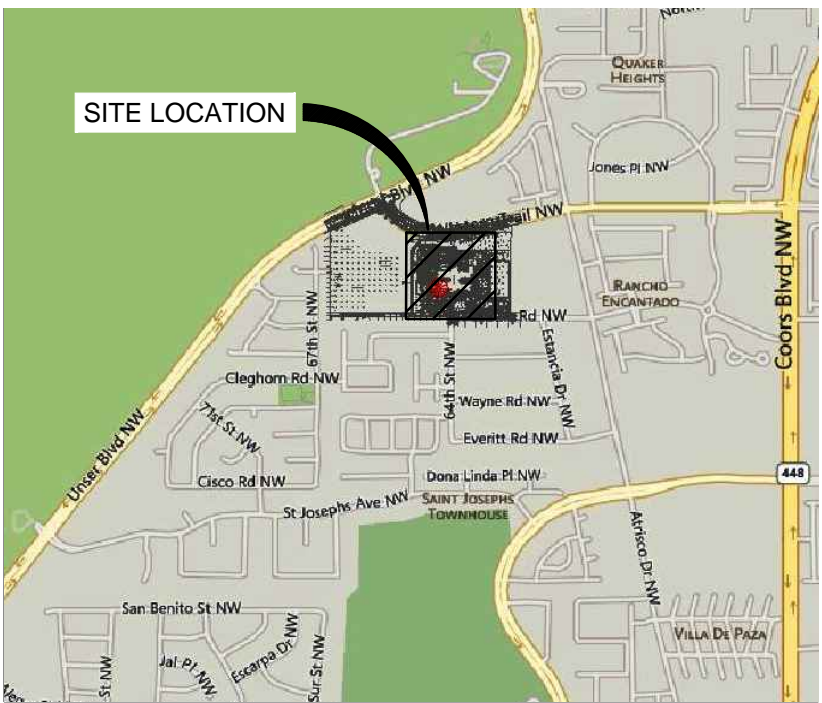 QUAKER
HEIGHTS
SITE LOCATION
Jones Pl NW
Blvd NW
Trail NW
Coors Blvd NW
RANCHO
ENCANTADO
Rd NW
67th St NW
Estancia Dr NW
64th St NW
Cleghorn Rd NW
Wayne Rd NW
71st St NW
Everitt Rd NW
Unser Blvd NW
Cisco Rd NW
Dona Linda Pl NW
448
St Josephs Ave NW
SAINT JOSEPHS
TOWNHOUSE
Atrisco Dr NW
San Benito St NW
VILLA DE PAZA
Jal Pl NW
Escarpa Dr NW
Sur St NW
St NW